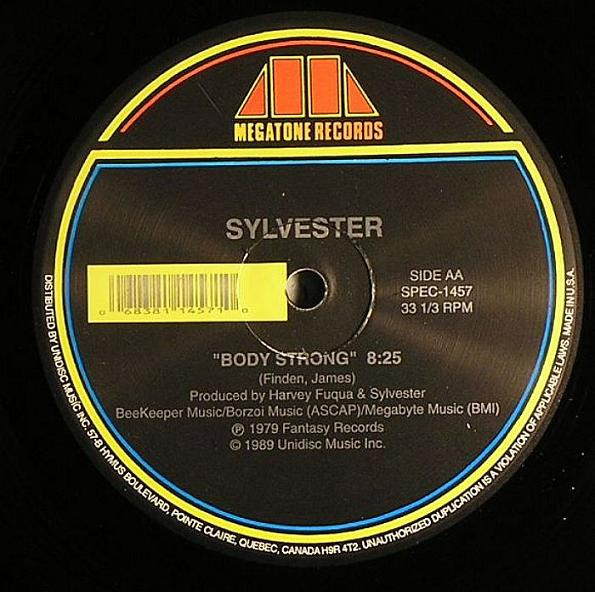 MEGATONE RECORDS
SYLVESTER
SIDE AA
SPEC-1457
33 1/3 RPM
0 68381 14571 0
"BODY STRONG" 8:25
(Finden, James)
Produced by Harvey Fuqua & Sylvester
BeeKeeper Music/Borzoi Music (ASCAP)/Megabyte Music (BMI)
℗ 1979 Fantasy Records
© 1989 Unidisc Music Inc.
DISTRIBUTED BY UNIDISC MUSIC INC. 57-B HYMUS BOULEVARD, POINTE CLAIRE, QUEBEC, CANADA H9R 4T2. UNAUTHORIZED DUPLICATION IS A VIOLATION OF APPLICABLE LAWS. MADE IN U.S.A.